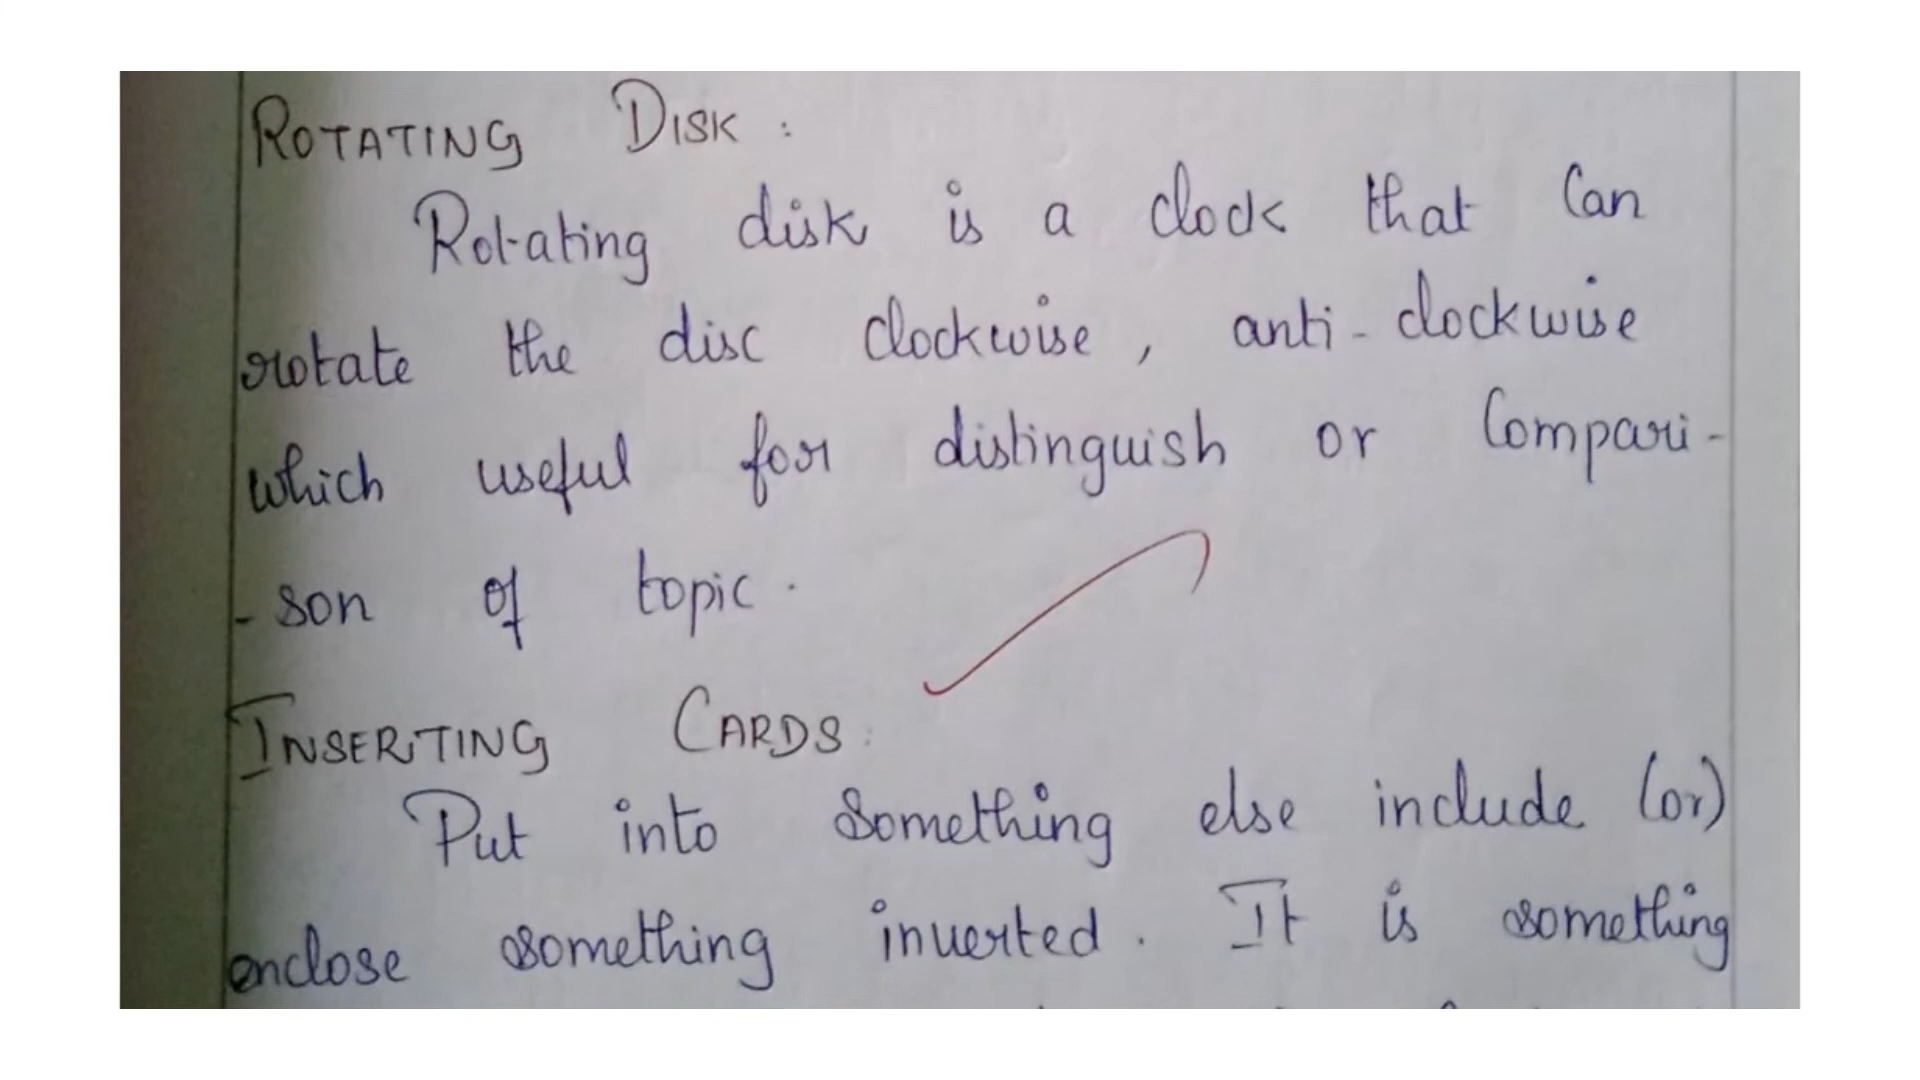 ROTATING DISK :
Rotating disk is a clock that Can
rotate the disc clockwise, anti-clockwise
which useful for distinguish or Compari-
-son of topic.
INSERTING CARDS:
Put into Something else include (or)
enclose something inverted. It is something